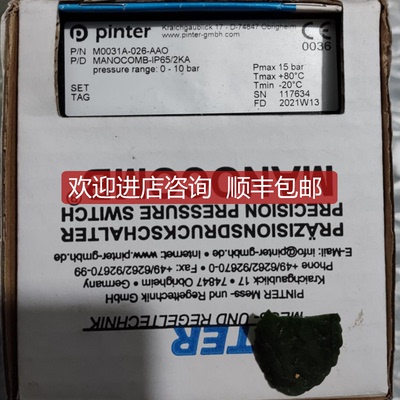 pinter
Kraichgaublick 17 - D-74847 Obrigheim
www.pinter-gmbh.com
0036
P/N M0031A-026-AAO
P/D MANOCOMB-IP65/2KA
pressure range: 0 - 10 bar
Pmax 15 bar
Tmax +80°C
Tmin -20°C
SN 117634
FD 2021W13
SET
TAG
欢迎进店咨询 顺丰包邮
MANOCOMB
PRECISION PRESSURE SWITCH
PRÄZISIONSDRUCKSCHALTER
E-Mail: info@pinter-gmbh.de • Internet: www.pinter-gmbh.de
Phone +49/6262/92670-0 • Fax: +49/6262/92670-99
Kraichgaublick 17 • 74847 Obrigheim • Germany
PINTER Mess- und Regeltechnik GmbH
UND REGELTECHNIK